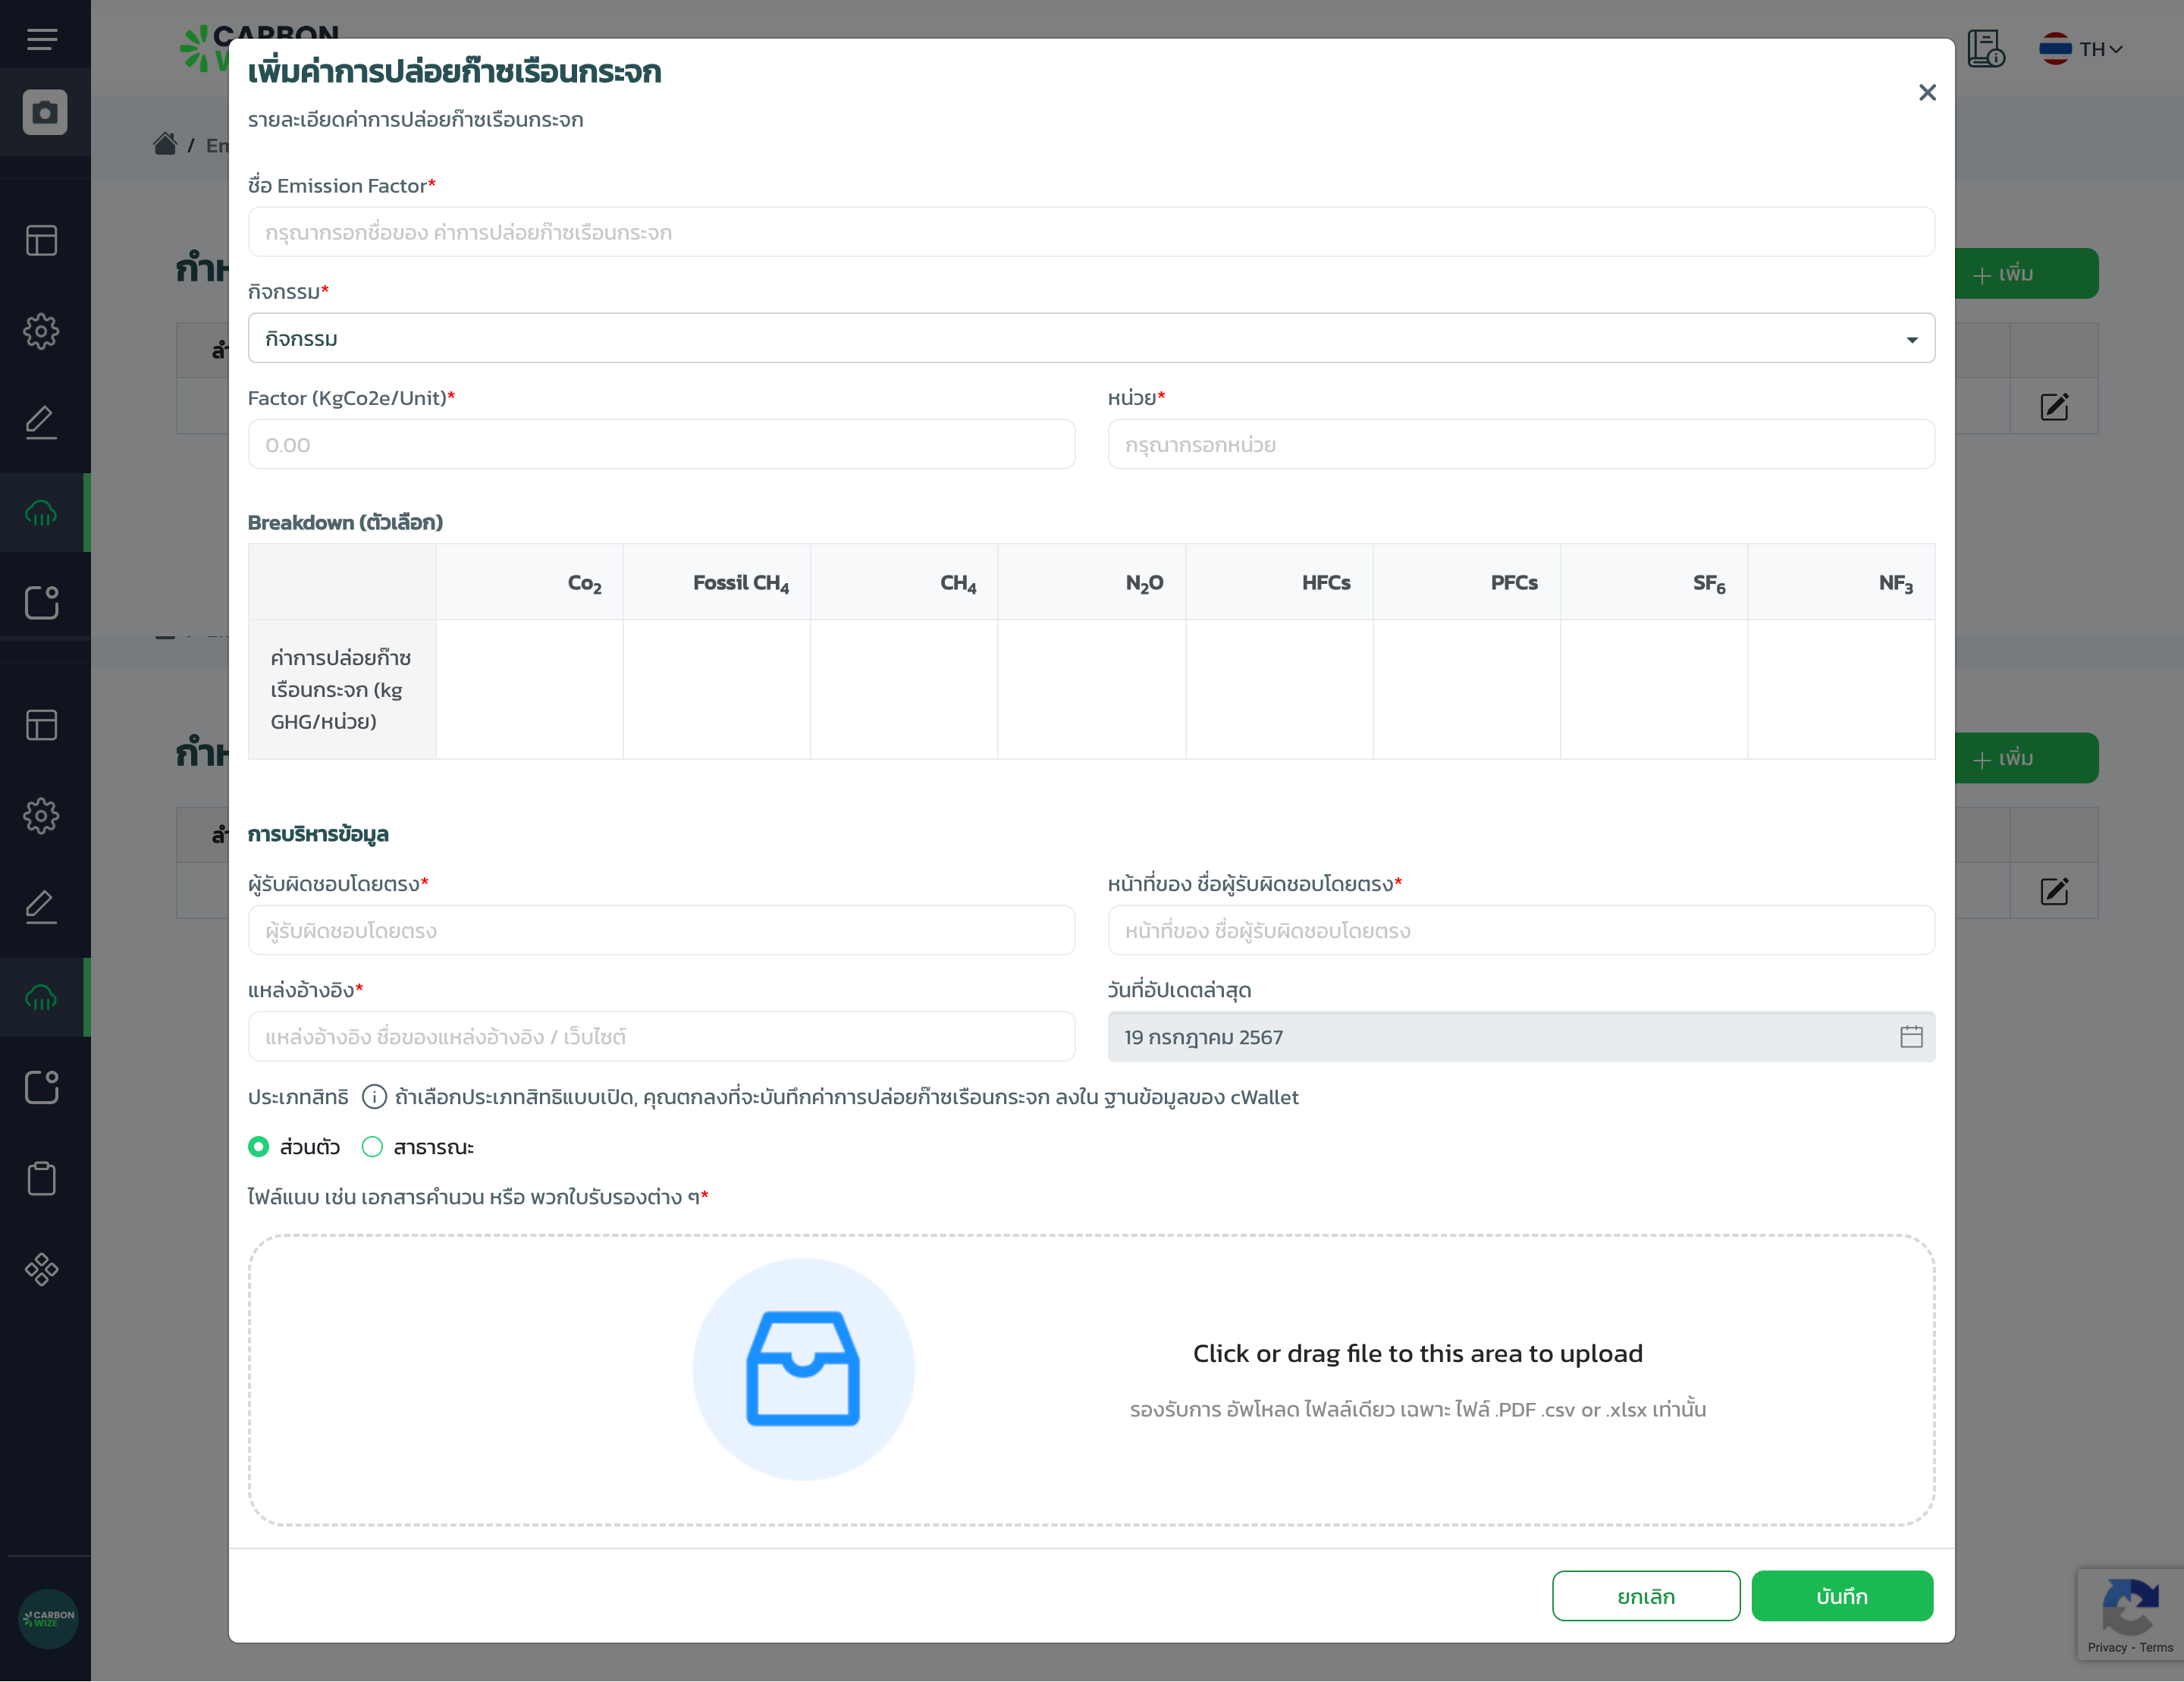 CARBON
TH
เพิ่มค่าการปล่อยก๊าซเรือนกระจก
รายละเอียดค่าการปล่อยก๊าซเรือนกระจก
/ En
ชื่อ Emission Factor*
กรุณากรอกชื่อของ ค่าการปล่อยก๊าซเรือนกระจก
+ เพิ่ม
กิจกรรม*
กิจกรรม
Factor (KgCo2e/Unit)*
หน่วย*
0.00
กรุณากรอกหน่วย
Breakdown (ตัวเลือก)
Co₂ Fossil CH₄ CH₄ N₂O HFCs PFCs SF₆ NF₃
ค่าการปล่อยก๊าซ
เรือนกระจก (kg
GHG/หน่วย)
+ เพิ่ม
การบริหารข้อมูล
ผู้รับผิดชอบโดยตรง*
หน้าที่ของ ชื่อผู้รับผิดชอบโดยตรง*
ผู้รับผิดชอบโดยตรง
หน้าที่ของ ชื่อผู้รับผิดชอบโดยตรง
แหล่งอ้างอิง*
วันที่อัปเดตล่าสุด
แหล่งอ้างอิง ชื่อของแหล่งอ้างอิง / เว็บไซต์
19 กรกฎาคม 2567
ประเภทสิทธิ ถ้าเลือกประเภทสิทธิแบบเปิด, คุณตกลงที่จะบันทึกค่าการปล่อยก๊าซเรือนกระจก ลงใน ฐานข้อมูลของ cWallet
ส่วนตัว สาธารณะ
ไฟล์แนบ เช่น เอกสารคำนวน หรือ พวกใบรับรองต่าง ๆ*
Click or drag file to this area to upload
รองรับการ อัพโหลด ไฟลล์เดียว เฉพาะ ไฟล์ .PDF .csv or .xlsx เท่านั้น
ยกเลิก
บันทึก
CARBON
WIZE
Privacy - Terms